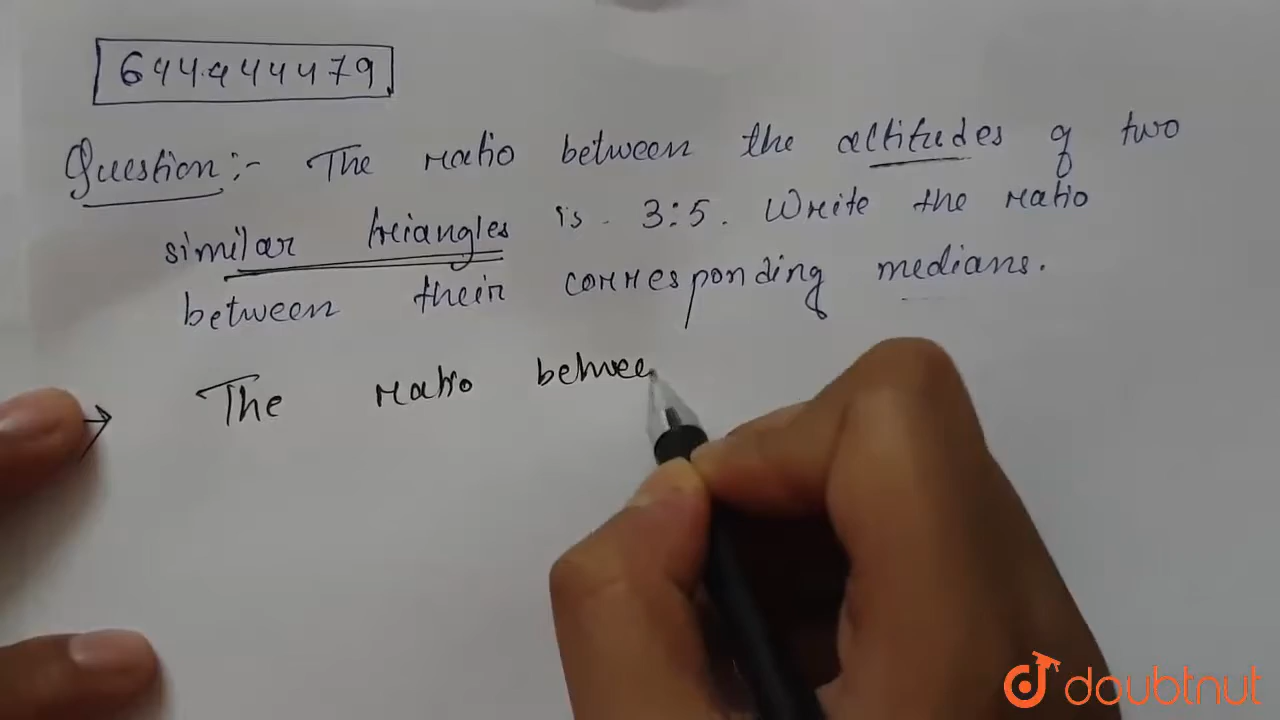 644444479
Question :- The ratio between the altitudes of two
similar triangles is 3:5. Write the ratio
between their corresponding medians.
→ The ratio betwee
doubtnut